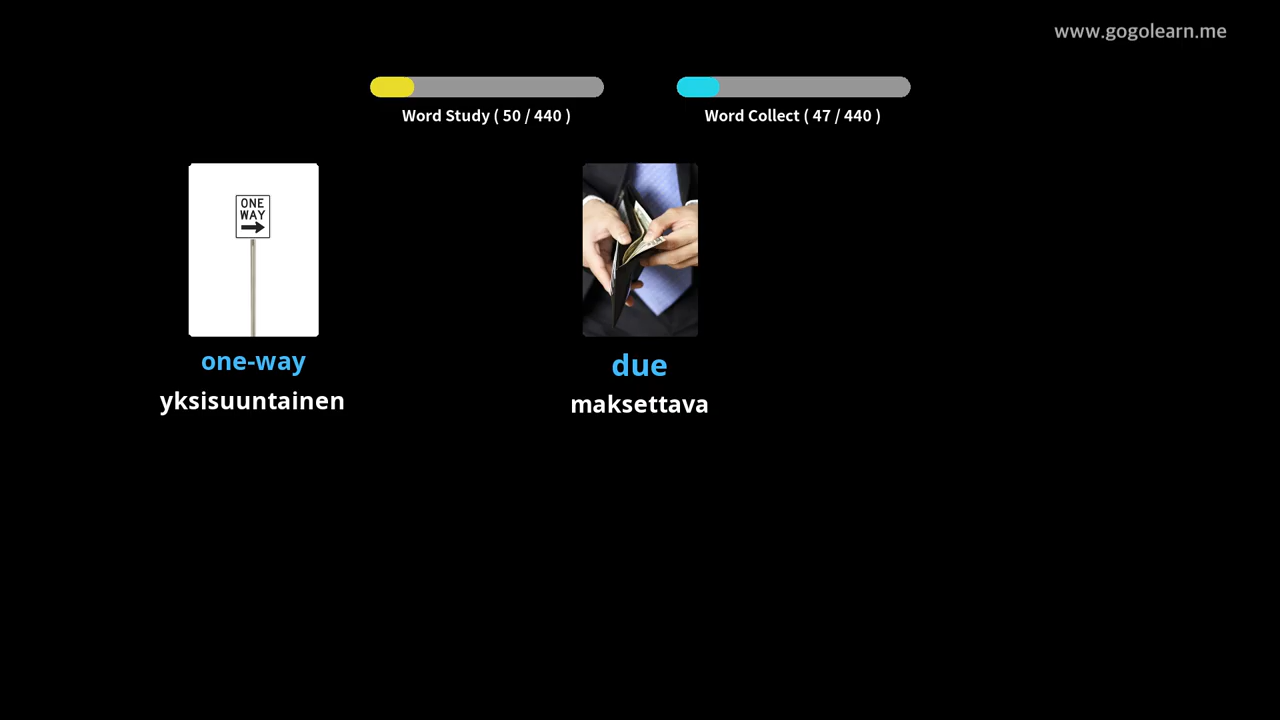 www.gogolearn.me
Word Study ( 50 / 440 )
Word Collect ( 47 / 440 )
ONE
WAY
one-way
yksisuuntainen
due
maksettava